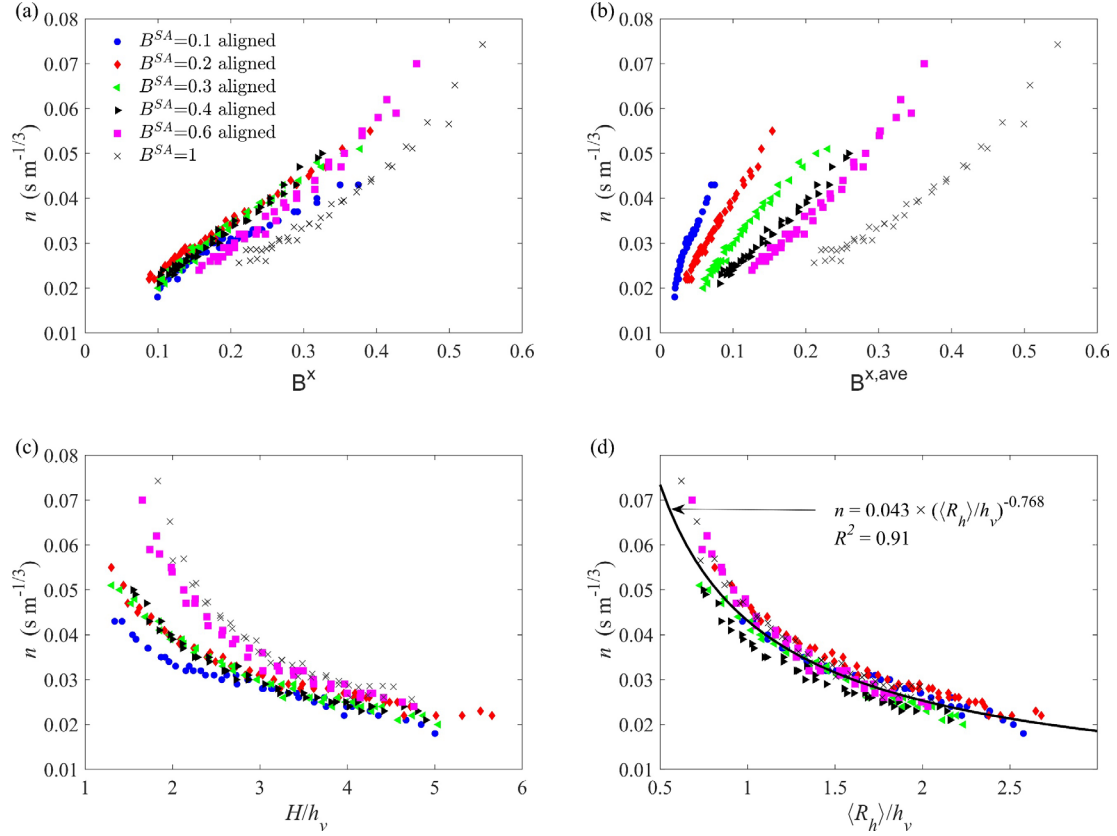 (a)
0.08
0.07
0.06
0.05
0.04
0.03
0.02
0.01
n (s m^{-1/3})
B^{SA}=0.1 aligned
B^{SA}=0.2 aligned
B^{SA}=0.3 aligned
B^{SA}=0.4 aligned
B^{SA}=0.6 aligned
B^{SA}=1
0 0.1 0.2 0.3 0.4 0.5 0.6
B^x
(b)
0.08
0.07
0.06
0.05
0.04
0.03
0.02
0.01
n (s m^{-1/3})
0 0.1 0.2 0.3 0.4 0.5 0.6
B^{x,ave}
(c)
0.08
0.07
0.06
0.05
0.04
0.03
0.02
0.01
n (s m^{-1/3})
1 2 3 4 5 6
H/h_v
(d)
0.08
0.07
0.06
0.05
0.04
0.03
0.02
0.01
n (s m^{-1/3})
n = 0.043 × (⟨R_h⟩/h_v)^{-0.768}
R^2 = 0.91
0.5 1 1.5 2 2.5
⟨R_h⟩/h_v